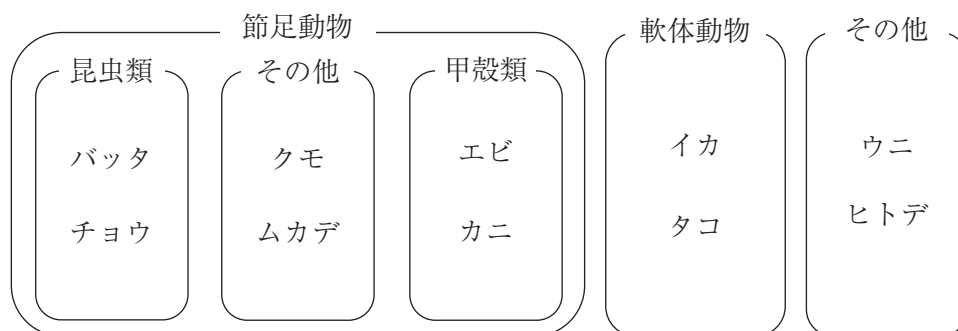 節足動物
軟体動物
その他
昆虫類
その他
甲殻類
バッタ
クモ
エビ
イカ
ウニ
チョウ
ムカデ
カニ
タコ
ヒトデ